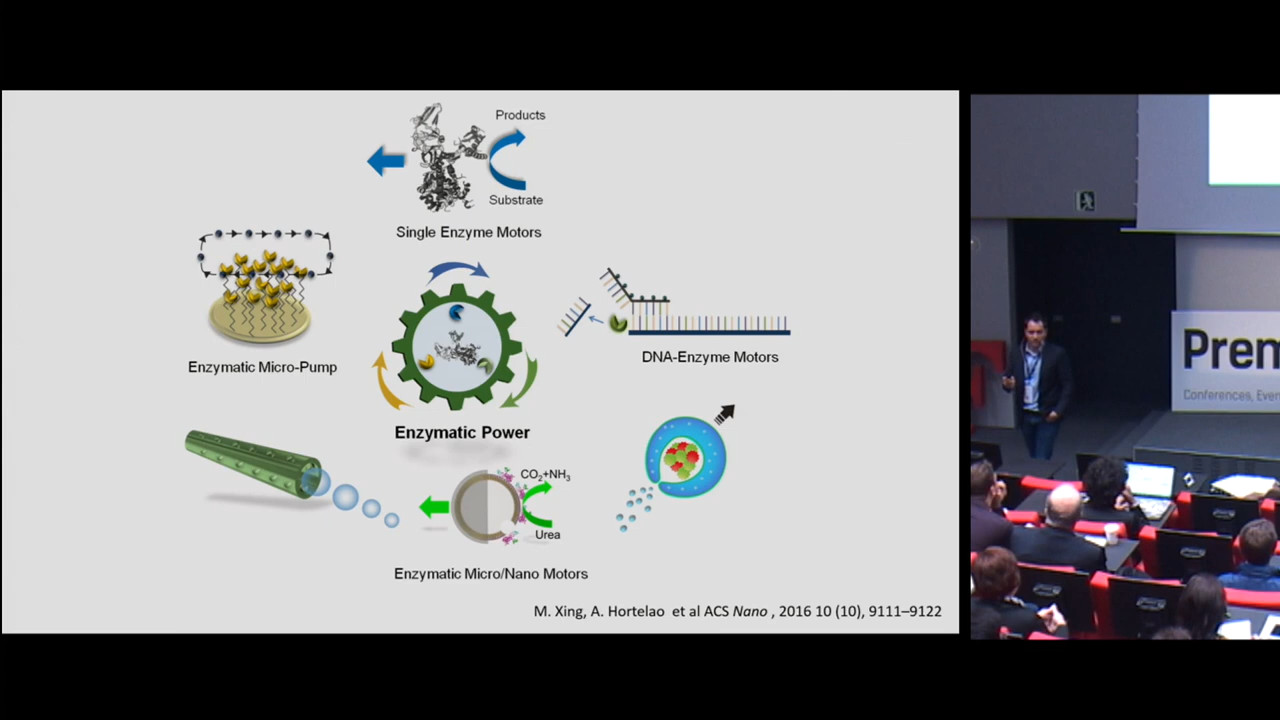 Products
Substrate
Single Enzyme Motors
Enzymatic Micro-Pump
DNA-Enzyme Motors
Enzymatic Power
CO₂+NH₃
Urea
Enzymatic Micro/Nano Motors
M. Xing, A. Hortelao et al ACS Nano , 2016 10 (10), 9111–9122
Prem
Conferences, Even